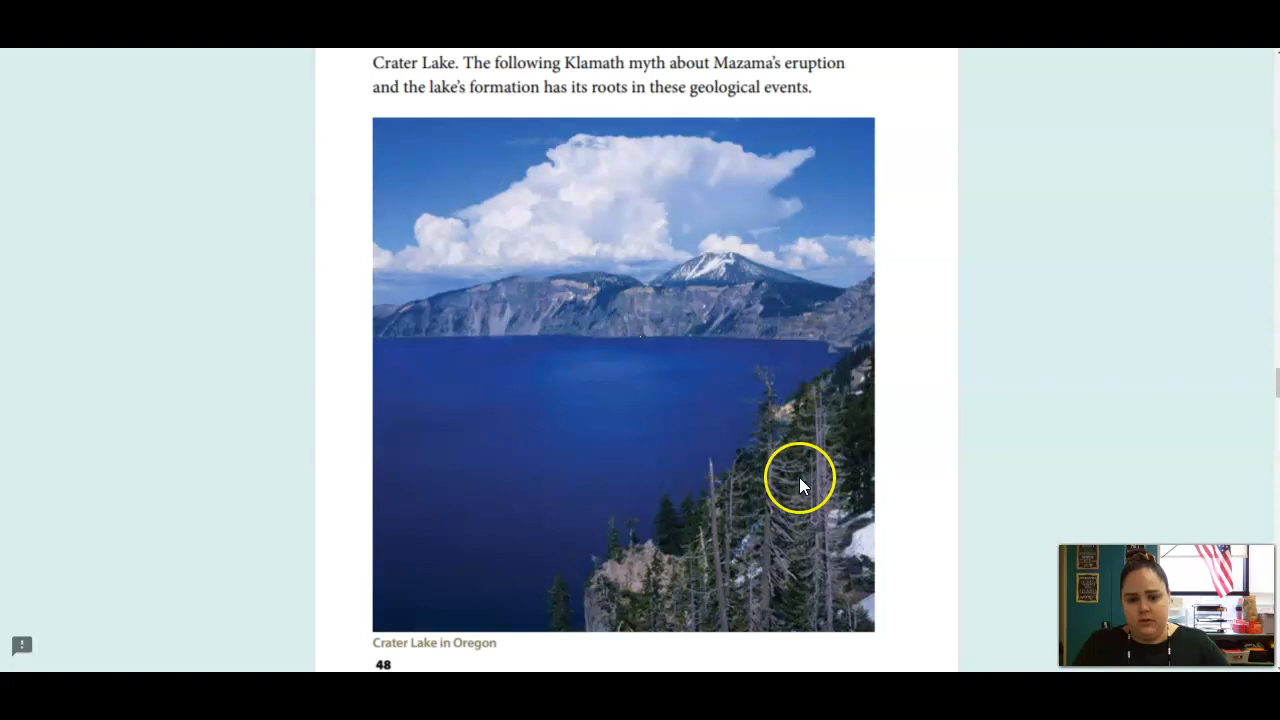 Crater Lake. The following Klamath myth about Mazama's eruption
and the lake's formation has its roots in these geological events.
Crater Lake in Oregon
48